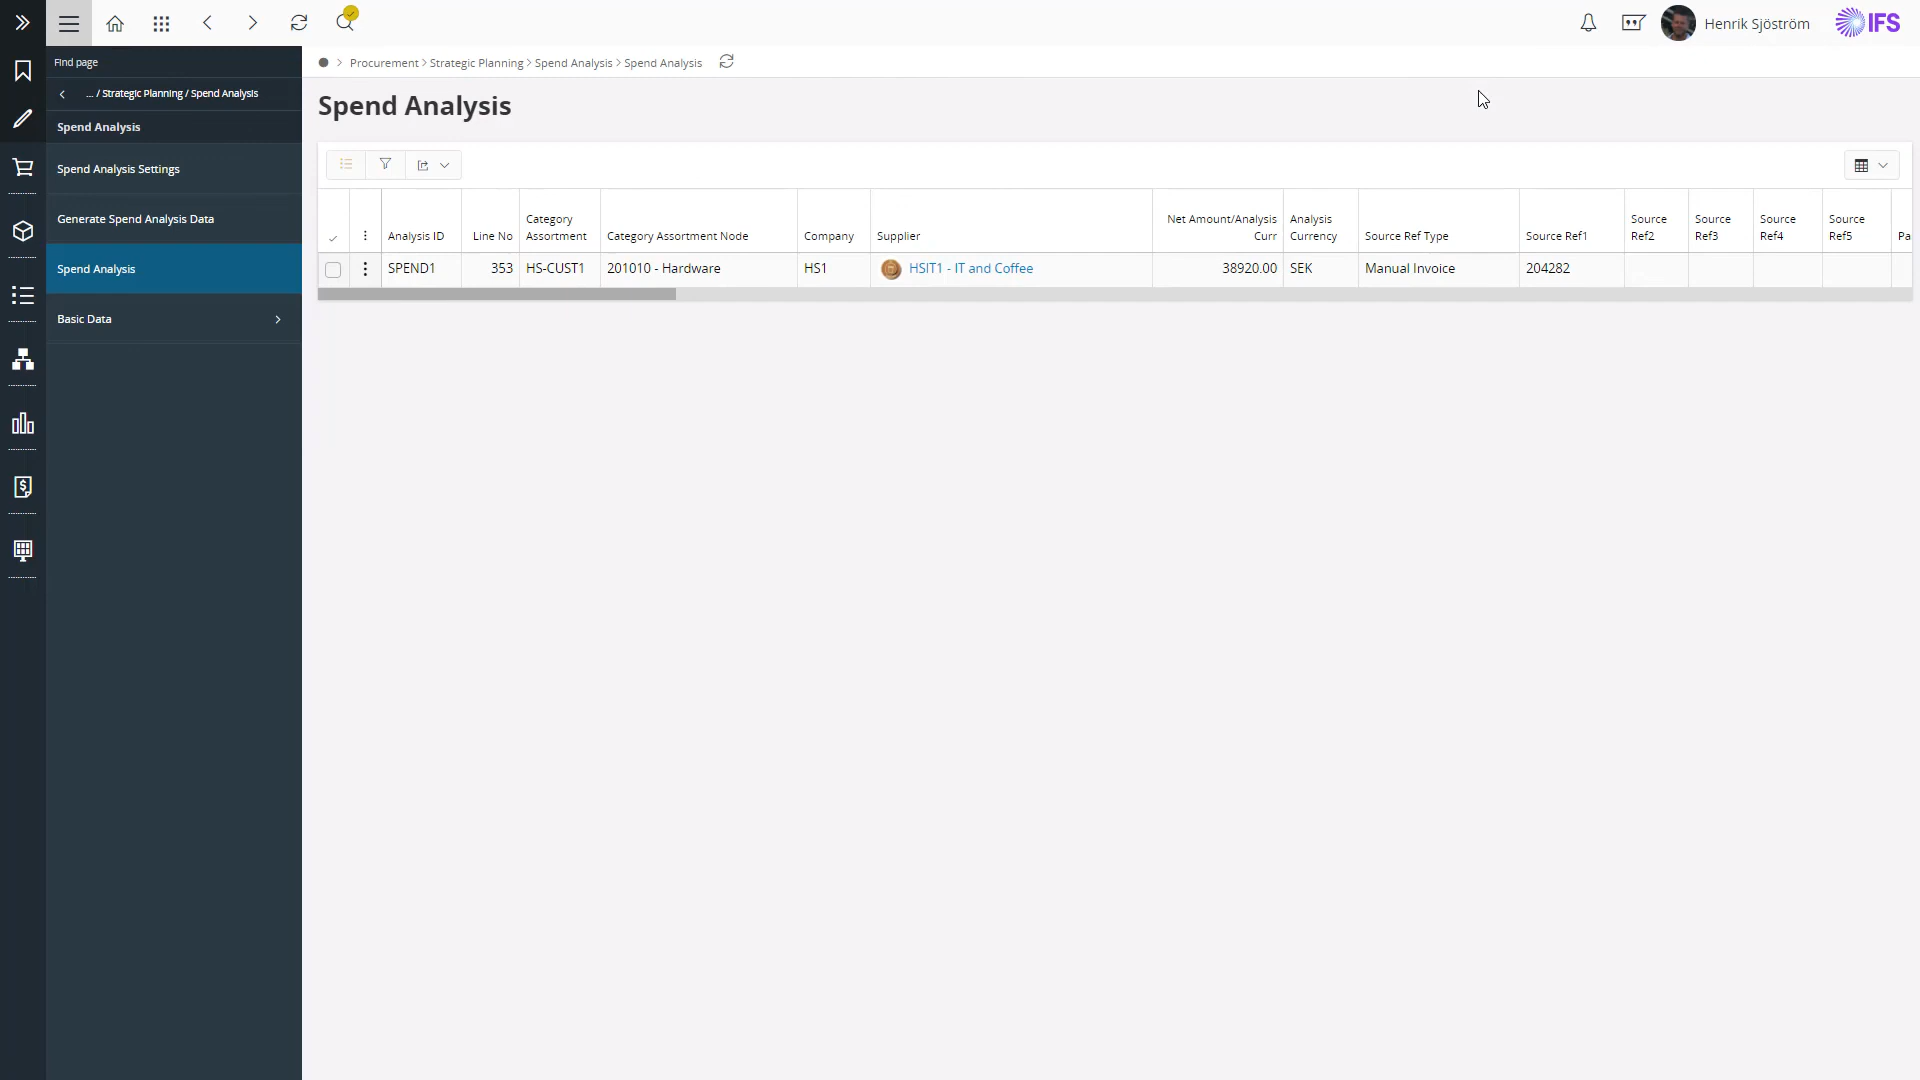 Henrik Sjöström
IFS
Find page
Procurement > Strategic Planning > Spend Analysis > Spend Analysis
... / Strategic Planning / Spend Analysis
Spend Analysis
Spend Analysis Settings
Generate Spend Analysis Data
Spend Analysis
Basic Data
Spend Analysis
Analysis ID
Line No
Category
Assortment
Category Assortment Node
Company
Supplier
Net Amount/Analysis
Curr
Analysis
Currency
Source Ref Type
Source Ref1
Source
Ref2
Source
Ref3
Source
Ref4
Source
Ref5
Pa
SPEND1 353 HS-CUST1 201010 - Hardware HS1 HSIT1 - IT and Coffee 38920.00 SEK Manual Invoice 204282